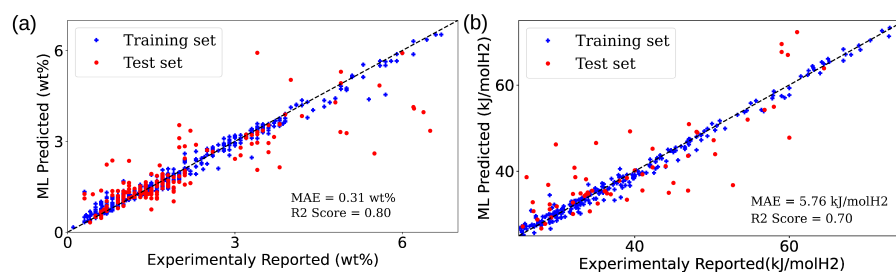 (a)
Training set
Test set
ML Predicted (wt%)
6
3
0
MAE = 0.31 wt%
R2 Score = 0.80
0 3 6
Experimentaly Reported (wt%)
(b)
Training set
Test set
ML Predicted (kJ/molH2)
60
40
MAE = 5.76 kJ/molH2
R2 Score = 0.70
40 60
Experimentaly Reported(kJ/molH2)